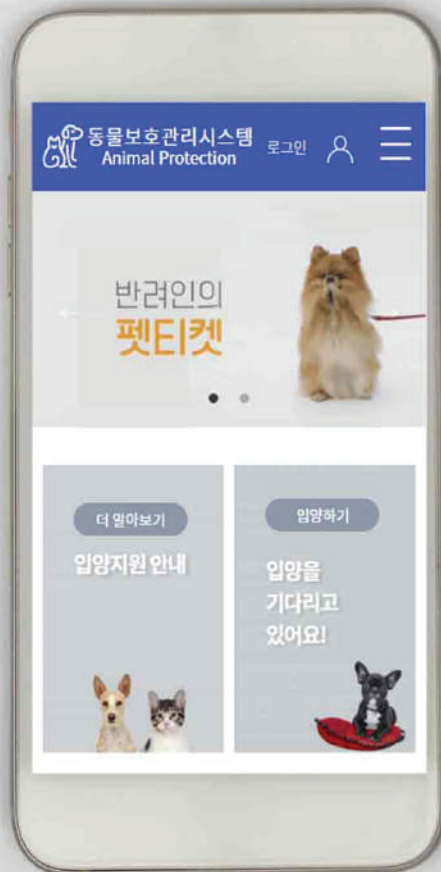 동물보호관리시스템
Animal Protection
로그인
반려인의
펫티켓
더 알아보기
입양지원 안내
입양하기
입양을
기다리고
있어요!